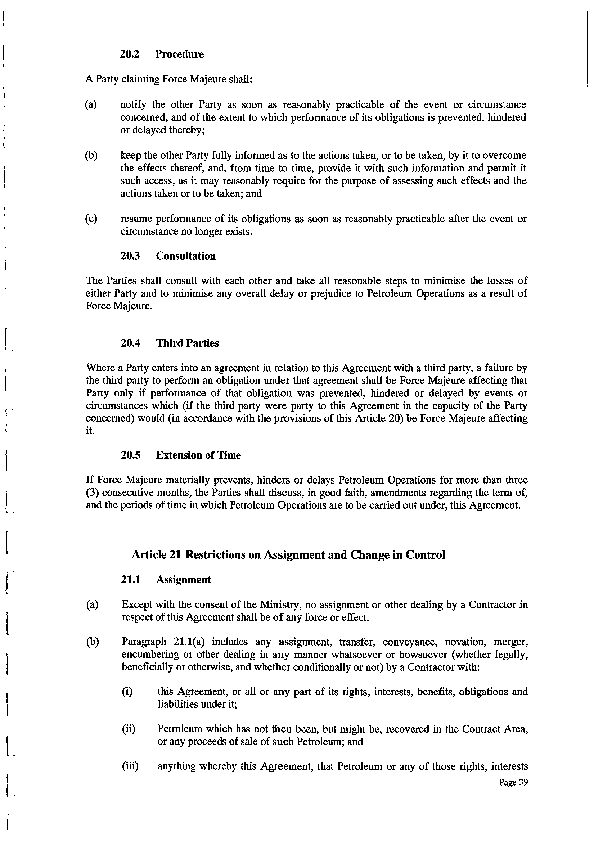 20.2 Procedure
A Party claiming Force Majeure shall:
(a) notify the other Party as soon as reasonably practicable of the event or circumstance
concerned, and of the extent to which performance of its obligations is prevented, hindered
or delayed thereby;
(b) keep the other Party fully informed as to the actions taken, or to be taken, by it to overcome
the effects thereof, and, from time to time, provide it with such information and permit it
such access, as it may reasonably require for the purpose of assessing such effects and the
actions taken or to be taken; and
(c) resume performance of its obligations as soon as reasonably practicable after the event or
circumstance no longer exists.
20.3 Consultation
The Parties shall consult with each other and take all reasonable steps to minimise the losses of
either Party and to minimise any overall delay or prejudice to Petroleum Operations as a result of
Force Majeure.
20.4 Third Parties
Where a Party enters into an agreement in relation to this Agreement with a third party, a failure by
the third party to perform an obligation under that agreement shall be Force Majeure affecting that
Party only if performance of that obligation was prevented, hindered or delayed by events or
circumstances which (if the third party were party to this Agreement in the capacity of the Party
concerned) would (in accordance with the provisions of this Article 20) be Force Majeure affecting
it.
20.5 Extension of Time
If Force Majeure materially prevents, hinders or delays Petroleum Operations for more than three
(3) consecutive months, the Parties shall discuss, in good faith, amendments regarding the term of,
and the periods of time in which Petroleum Operations are to be carried out under, this Agreement.
Article 21 Restrictions on Assignment and Change in Control
21.1 Assignment
(a) Except with the consent of the Ministry, no assignment or other dealing by a Contractor in
respect of this Agreement shall be of any force or effect.
(b) Paragraph 21.1(a) includes any assignment, transfer, conveyance, novation, merger,
encumbering or other dealing in any manner whatsoever or howsoever (whether legally,
beneficially or otherwise, and whether conditionally or not) by a Contractor with:
(i) this Agreement, or all or any part of its rights, interests, benefits, obligations and
liabilities under it;
(ii) Petroleum which has not then been, but might be, recovered in the Contract Area,
or any proceeds of sale of such Petroleum; and
(iii) anything whereby this Agreement, that Petroleum or any of those rights, interests
Page 39